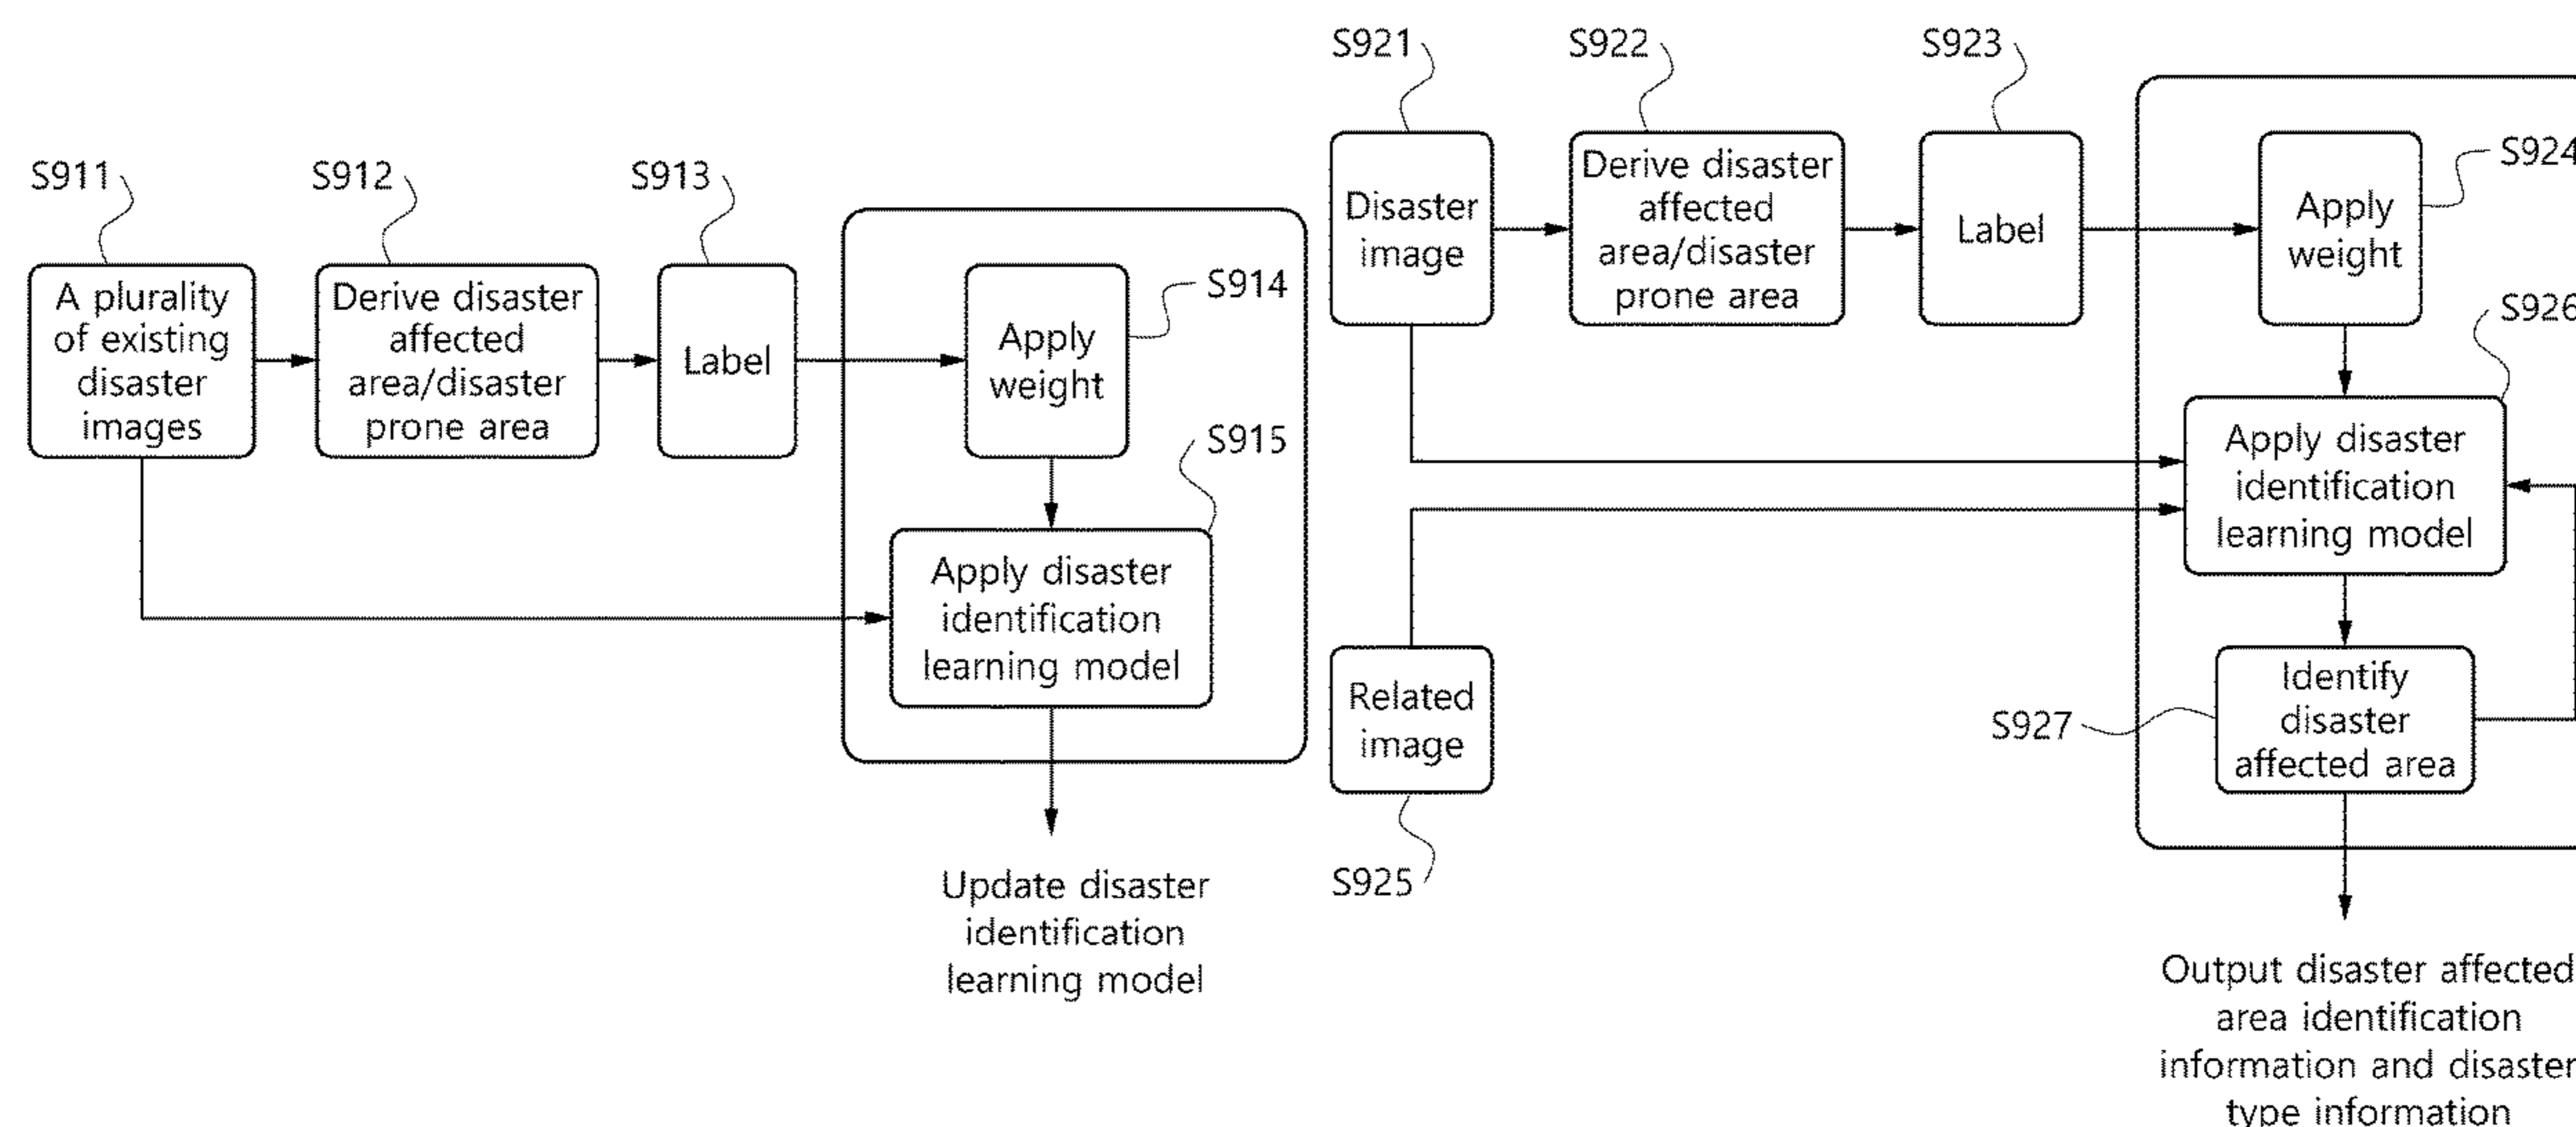 S911
S912
S913
A plurality
of existing
disaster
images
Derive disaster
affected
area/disaster
prone area
Label
Apply
weight
S914
S915
Apply disaster
identification
learning model
Update disaster
identification
learning model
S921
S922
S923
Disaster
image
Derive disaster
affected
area/disaster
prone area
Label
Apply
weight
S924
S926
Apply disaster
identification
learning model
Related
image
S925
Identify
disaster
affected area
S927
Output disaster affected
area identification
information and disaster
type information